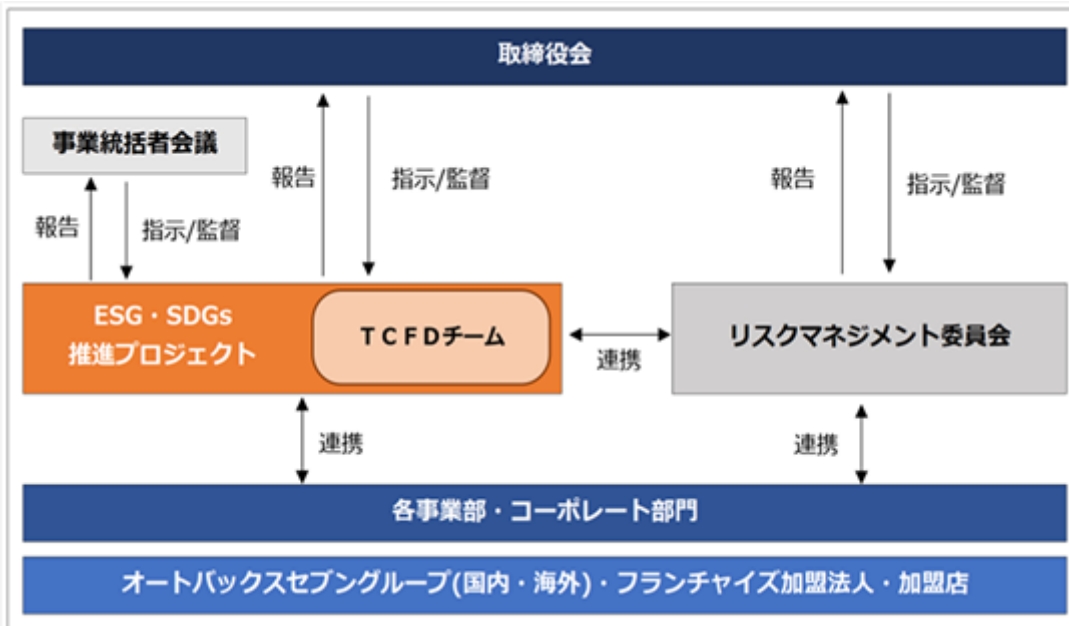 取締役会
事業統括者会議
報告
指示/監督
報告
指示/監督
報告
指示/監督
ESG・SDGs
推進プロジェクト
TCFDチーム
連携
リスクマネジメント委員会
連携
連携
各事業部・コーポレート部門
オートバックスセブングループ(国内・海外)・フランチャイズ加盟法人・加盟店